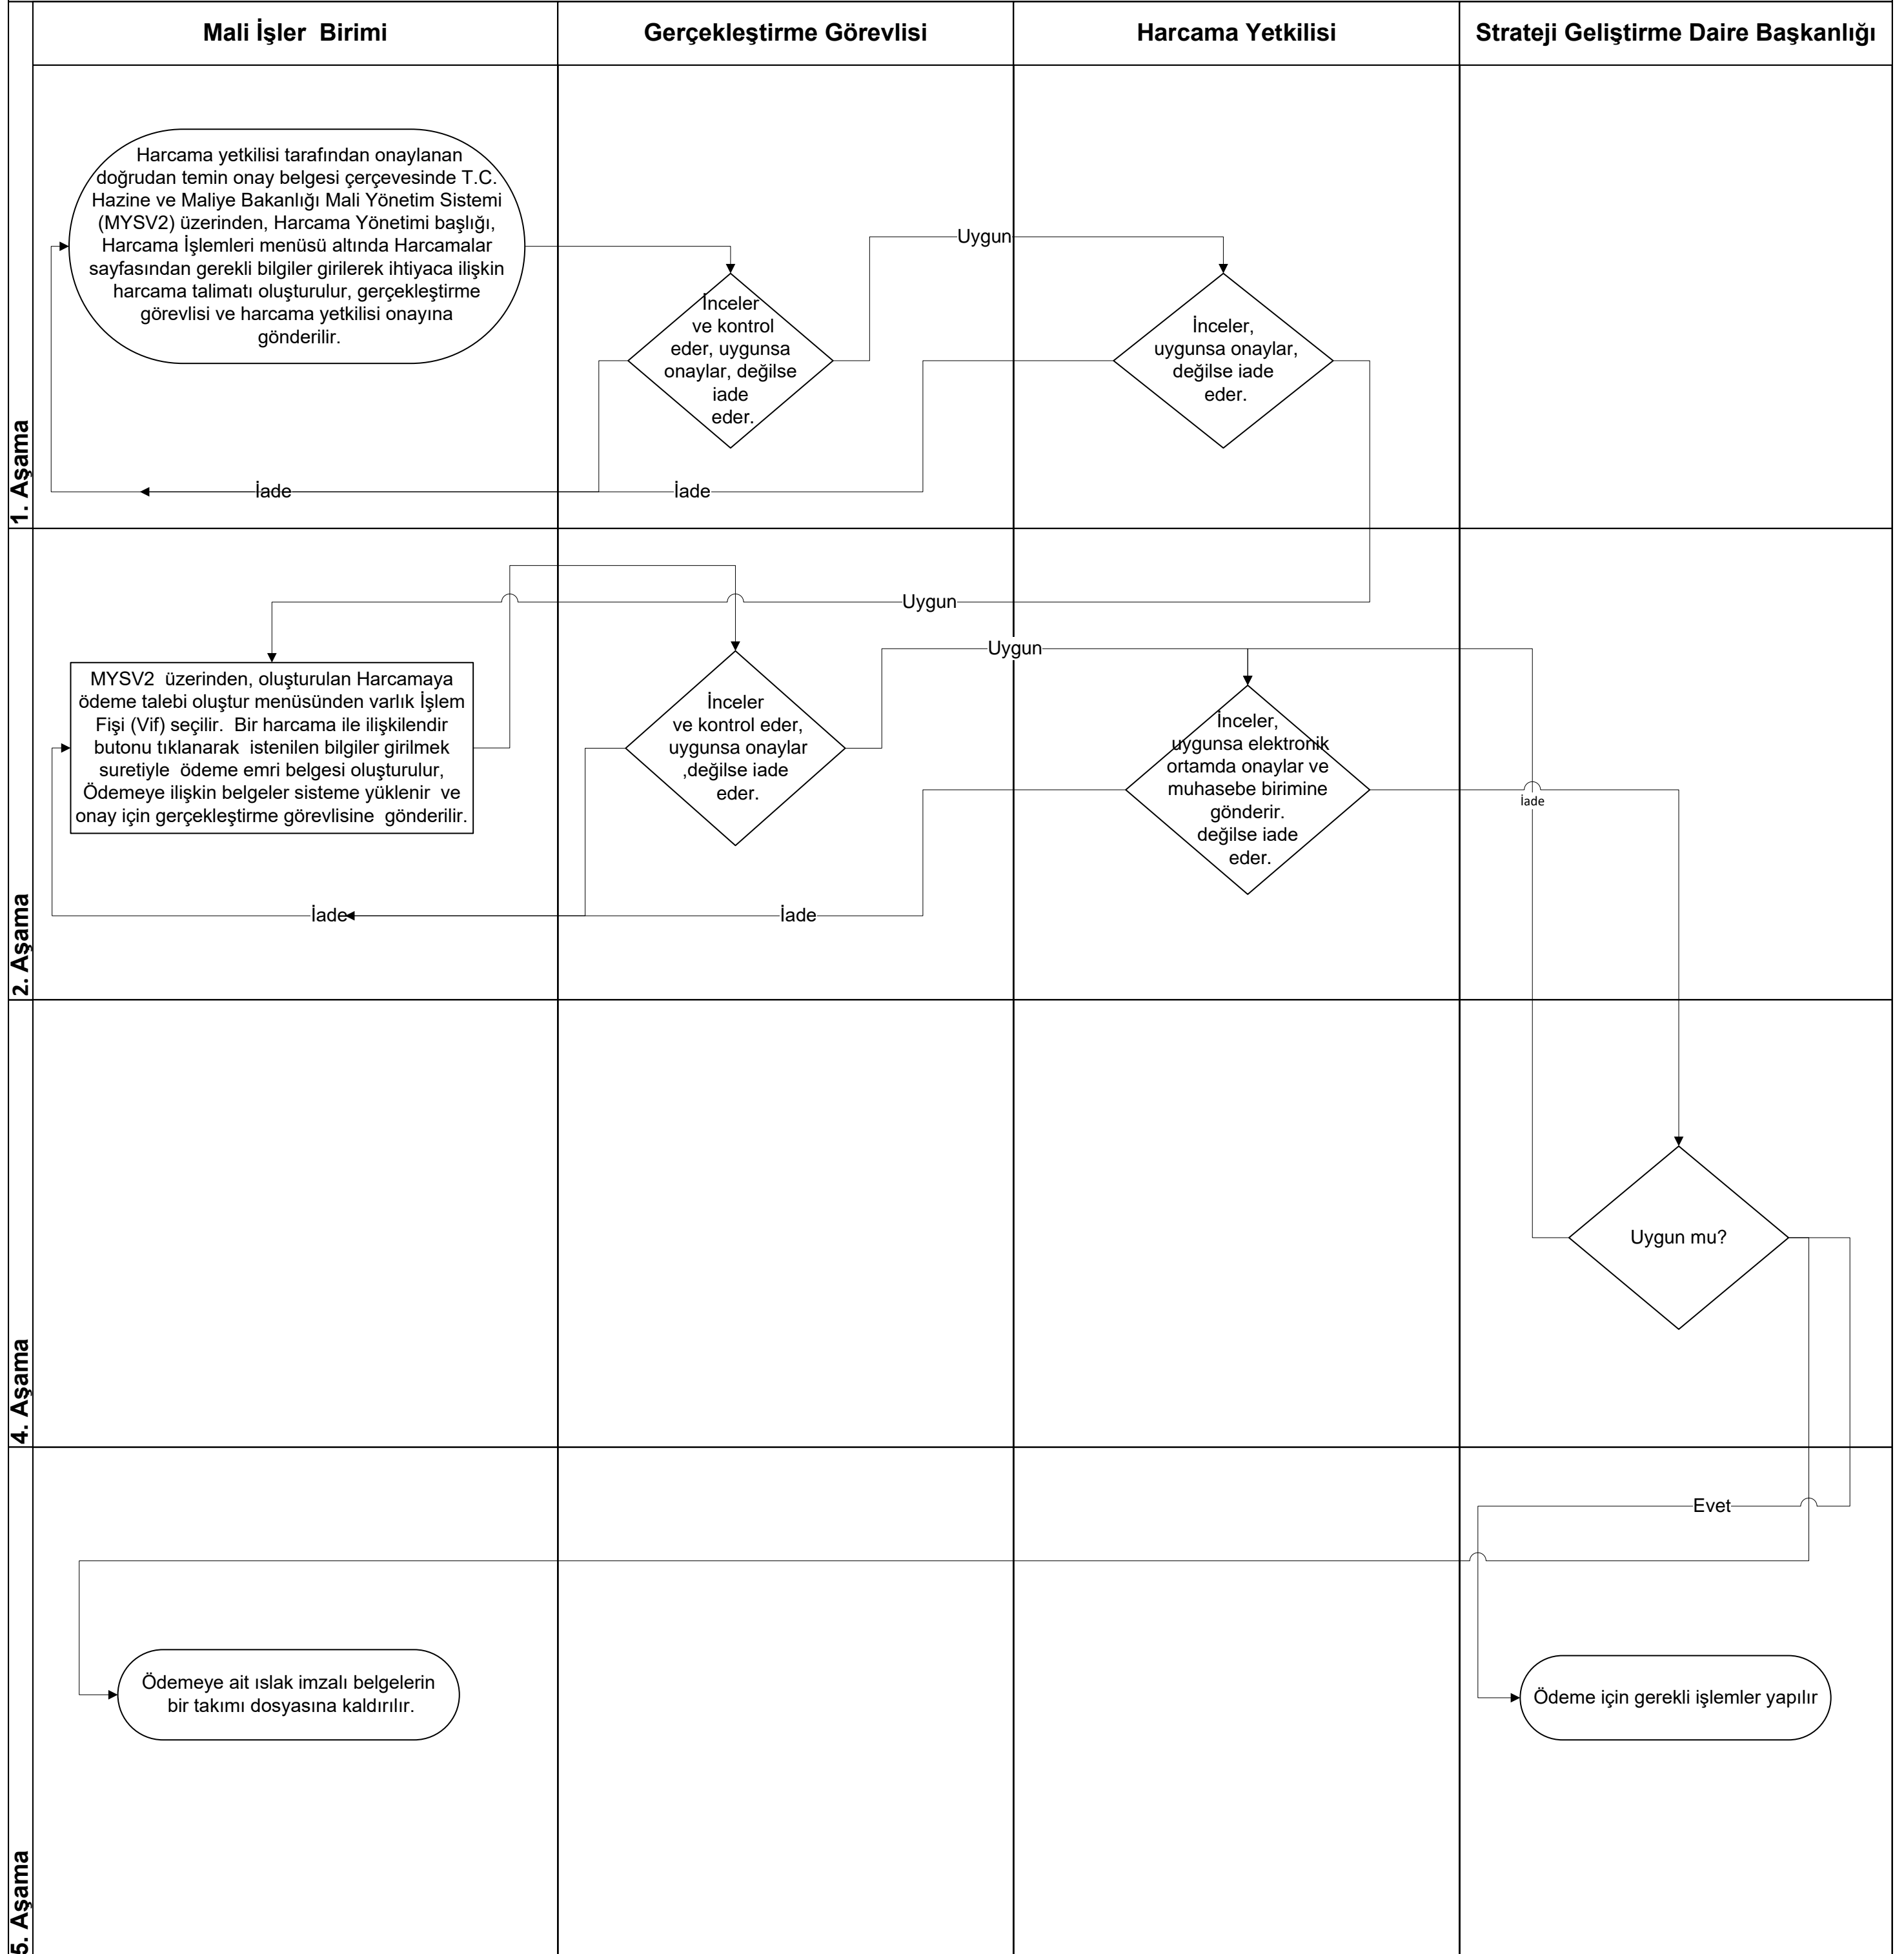 Mali İşler  Birimi
Gerçekleştirme Görevlisi
Harcama Yetkilisi
Strateji Geliştirme Daire Başkanlığı
1. Aşama
Harcama yetkilisi tarafından onaylanan
doğrudan temin onay belgesi çerçevesinde T.C.
Hazine ve Maliye Bakanlığı Mali Yönetim Sistemi
(MYSV2) üzerinden, Harcama Yönetimi başlığı,
Harcama İşlemleri menüsü altında Harcamalar
sayfasından gerekli bilgiler girilerek ihtiyaca ilişkin
harcama talimatı oluşturulur, gerçekleştirme
görevlisi ve harcama yetkilisi onayına
gönderilir.
İnceler
ve kontrol
eder, uygunsa
onaylar, değilse
iade
eder.
Uygun
İnceler,
uygunsa onaylar,
değilse iade
eder.
İade
İade
2. Aşama
Uygun
MYSV2  üzerinden, oluşturulan Harcamaya
ödeme talebi oluştur menüsünden varlık İşlem
Fişi (Vif) seçilir.  Bir harcama ile ilişkilendir
butonu tıklanarak  istenilen bilgiler girilmek
suretiyle  ödeme emri belgesi oluşturulur,
Ödemeye ilişkin belgeler sisteme yüklenir  ve
onay için gerçekleştirme görevlisine  gönderilir.
İnceler
ve kontrol eder,
uygunsa onaylar
,değilse iade
eder.
Uygun
İnceler,
uygunsa elektronik
ortamda onaylar ve
muhasebe birimine
gönderir.
değilse iade
eder.
İade
İade
İade
4. Aşama
Uygun mu?
5. Aşama
Evet
Ödemeye ait ıslak imzalı belgelerin
bir takımı dosyasına kaldırılır.
Ödeme için gerekli işlemler yapılır